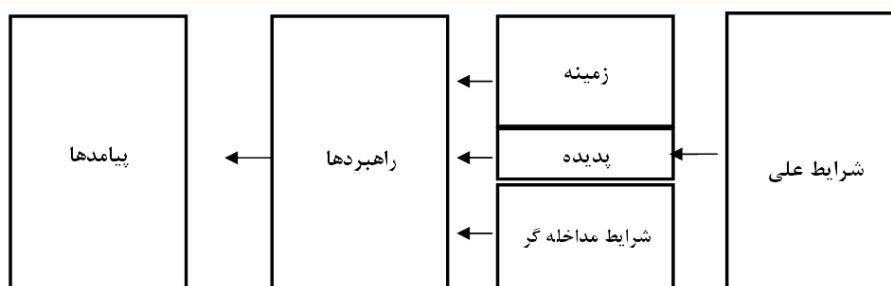 شرایط علی
زمینه
پدیده
شرایط مداخله گر
راهبردها
پیامدها